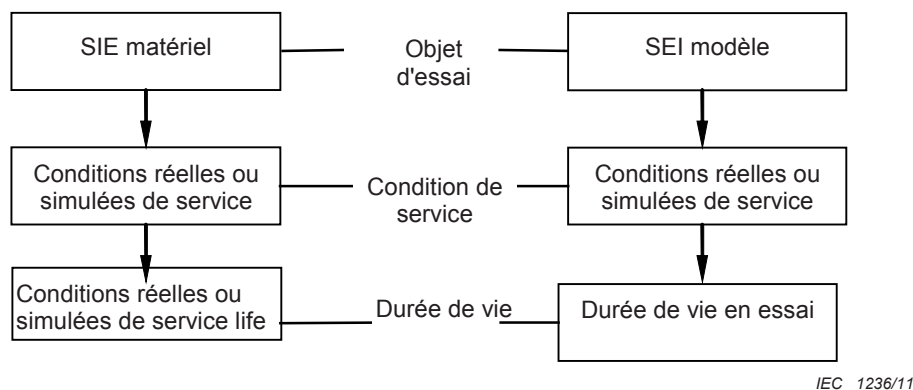 SIE matériel
Objet
d'essai
SEI modèle
Conditions réelles ou
simulées de service
Condition de
service
Conditions réelles ou
simulées de service
Conditions réelles ou
simulées de service life
Durée de vie
Durée de vie en essai
IEC 1236/11